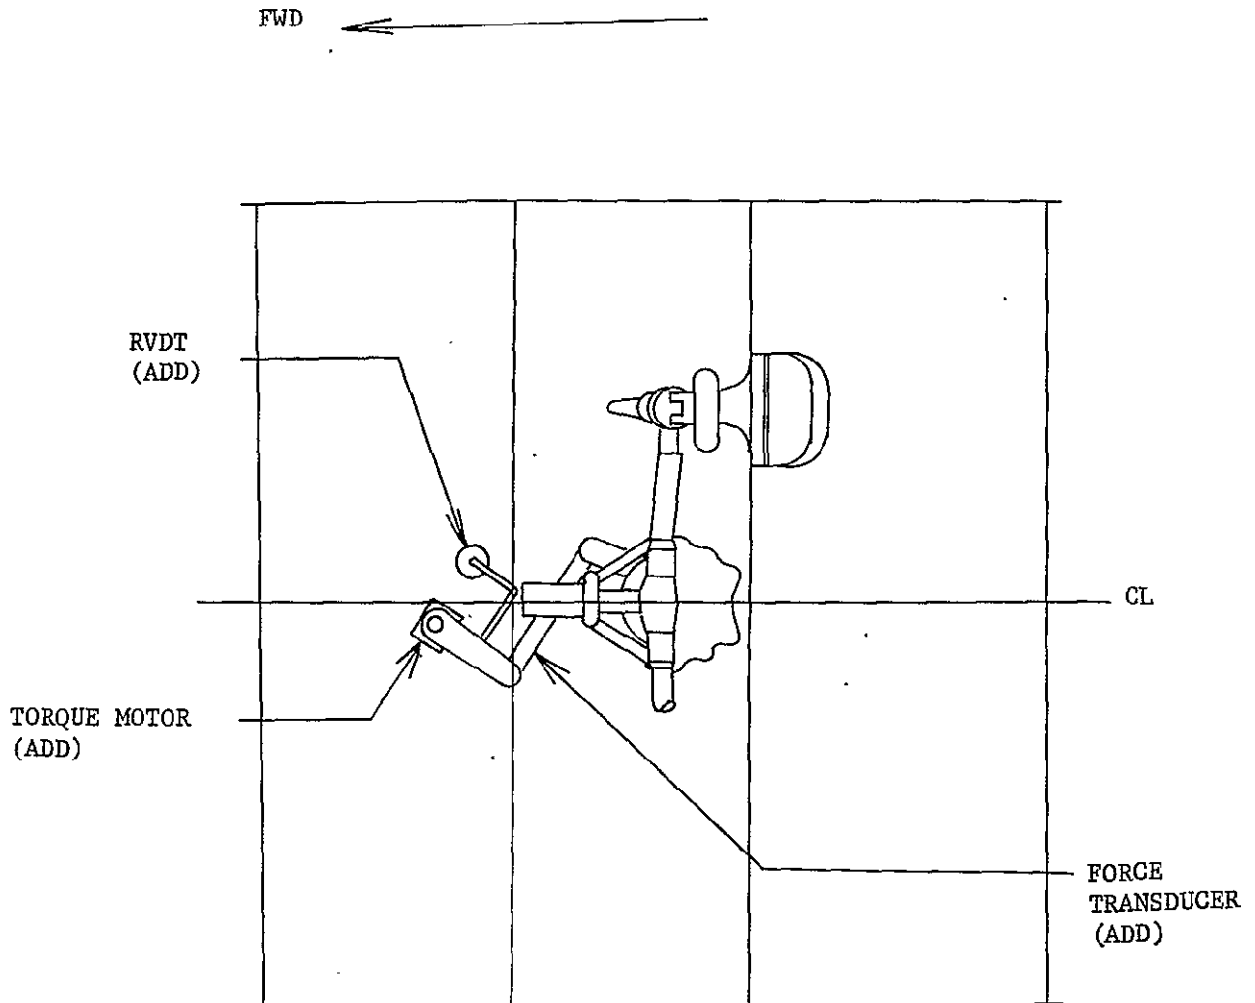 FWD
RVDT
(ADD)
CL
TORQUE MOTOR
(ADD)
FORCE
TRANSDUCER
(ADD)